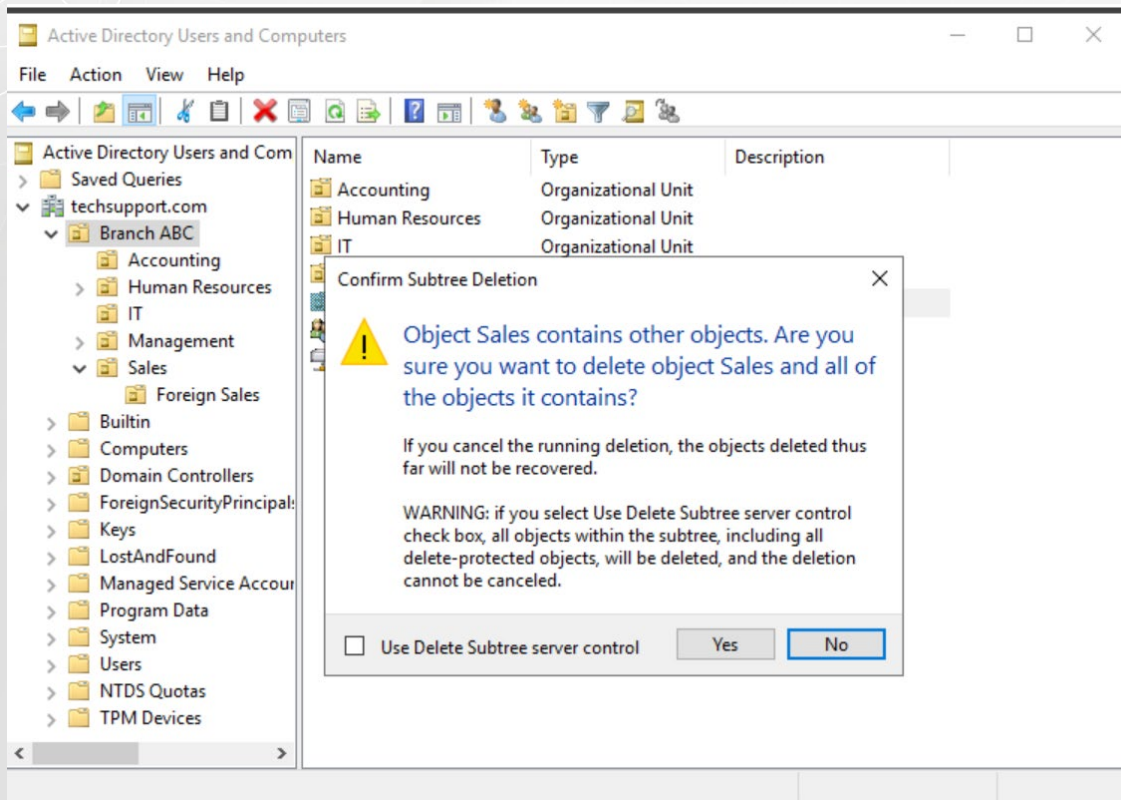 Active Directory Users and Computers
File Action View Help
Active Directory Users and Com
Saved Queries
techsupport.com
Branch ABC
Accounting
Human Resources
IT
Management
Sales
Foreign Sales
Builtin
Computers
Domain Controllers
ForeignSecurityPrincipals
Keys
LostAndFound
Managed Service Accour
Program Data
System
Users
NTDS Quotas
TPM Devices
Name Type Description
Accounting Organizational Unit
Human Resources Organizational Unit
IT Organizational Unit
Confirm Subtree Deletion
Object Sales contains other objects. Are you
sure you want to delete object Sales and all of
the objects it contains?
If you cancel the running deletion, the objects deleted thus
far will not be recovered.
WARNING: if you select Use Delete Subtree server control
check box, all objects within the subtree, including all
delete-protected objects, will be deleted, and the deletion
cannot be canceled.
Use Delete Subtree server control
Yes No